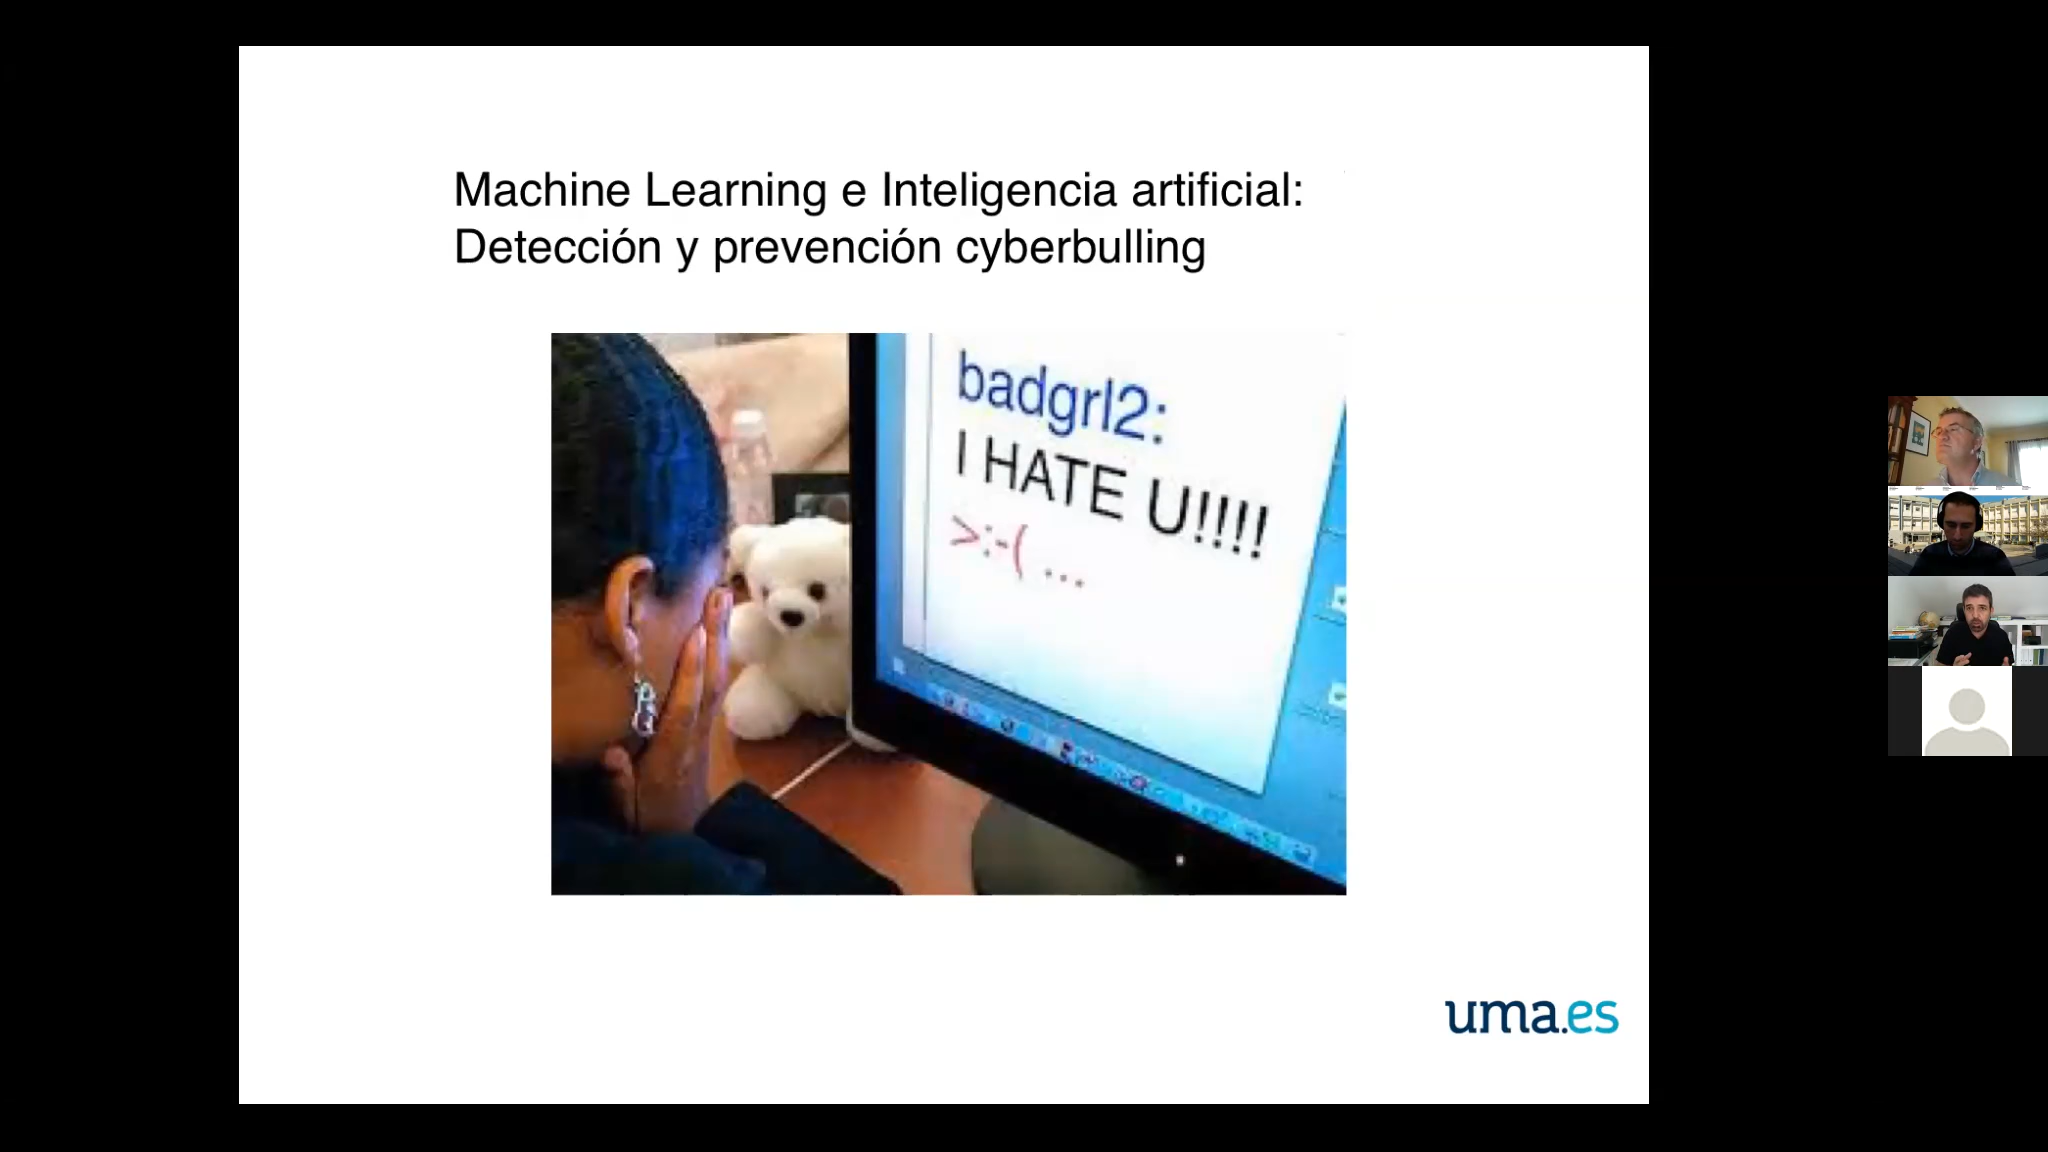 Machine Learning e Inteligencia artificial:
Detección y prevención cyberbulling
badgrl2:
I HATE U!!!!
>:-( ...
uma.es